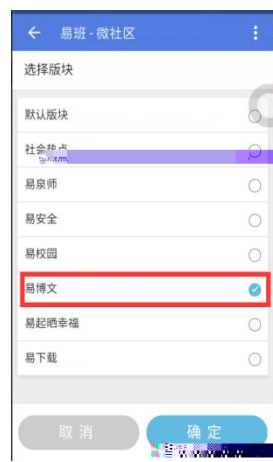 易班-微社区
选择版块
默认版块
社会热点
易泉师
易安全
易校园
易博文
易起晒幸福
易下载
取消
确定